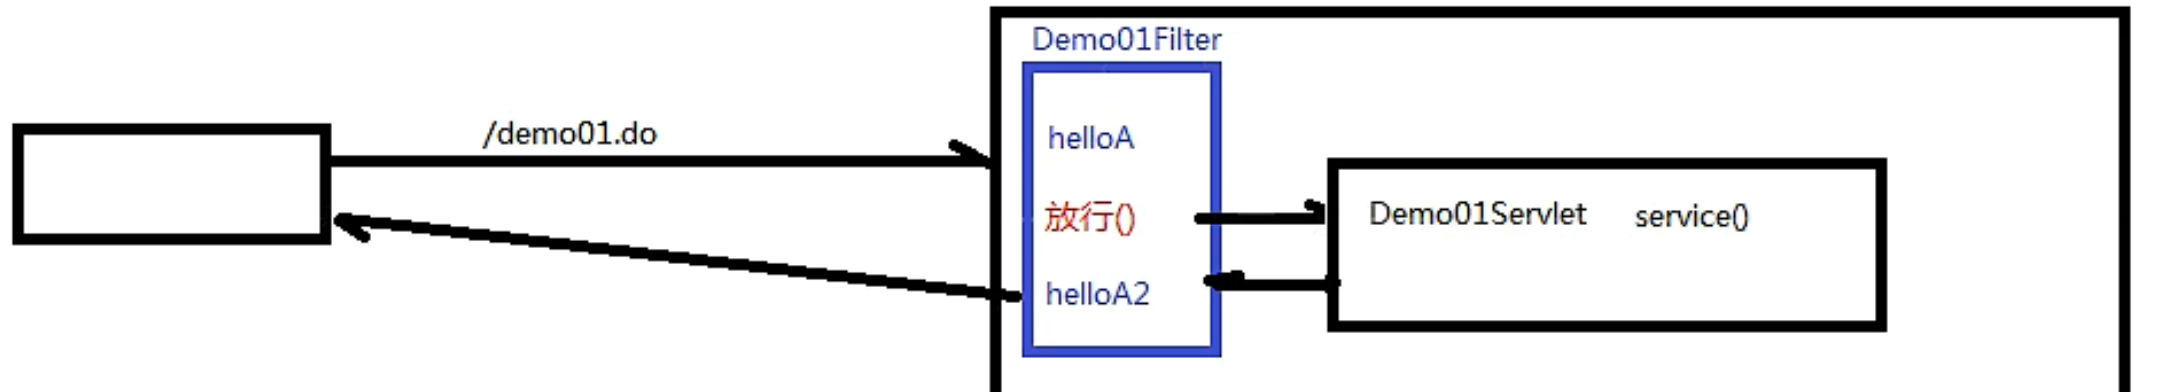 Demo01Filter
/demo01.do
helloA
放行()
Demo01Servlet service()
helloA2